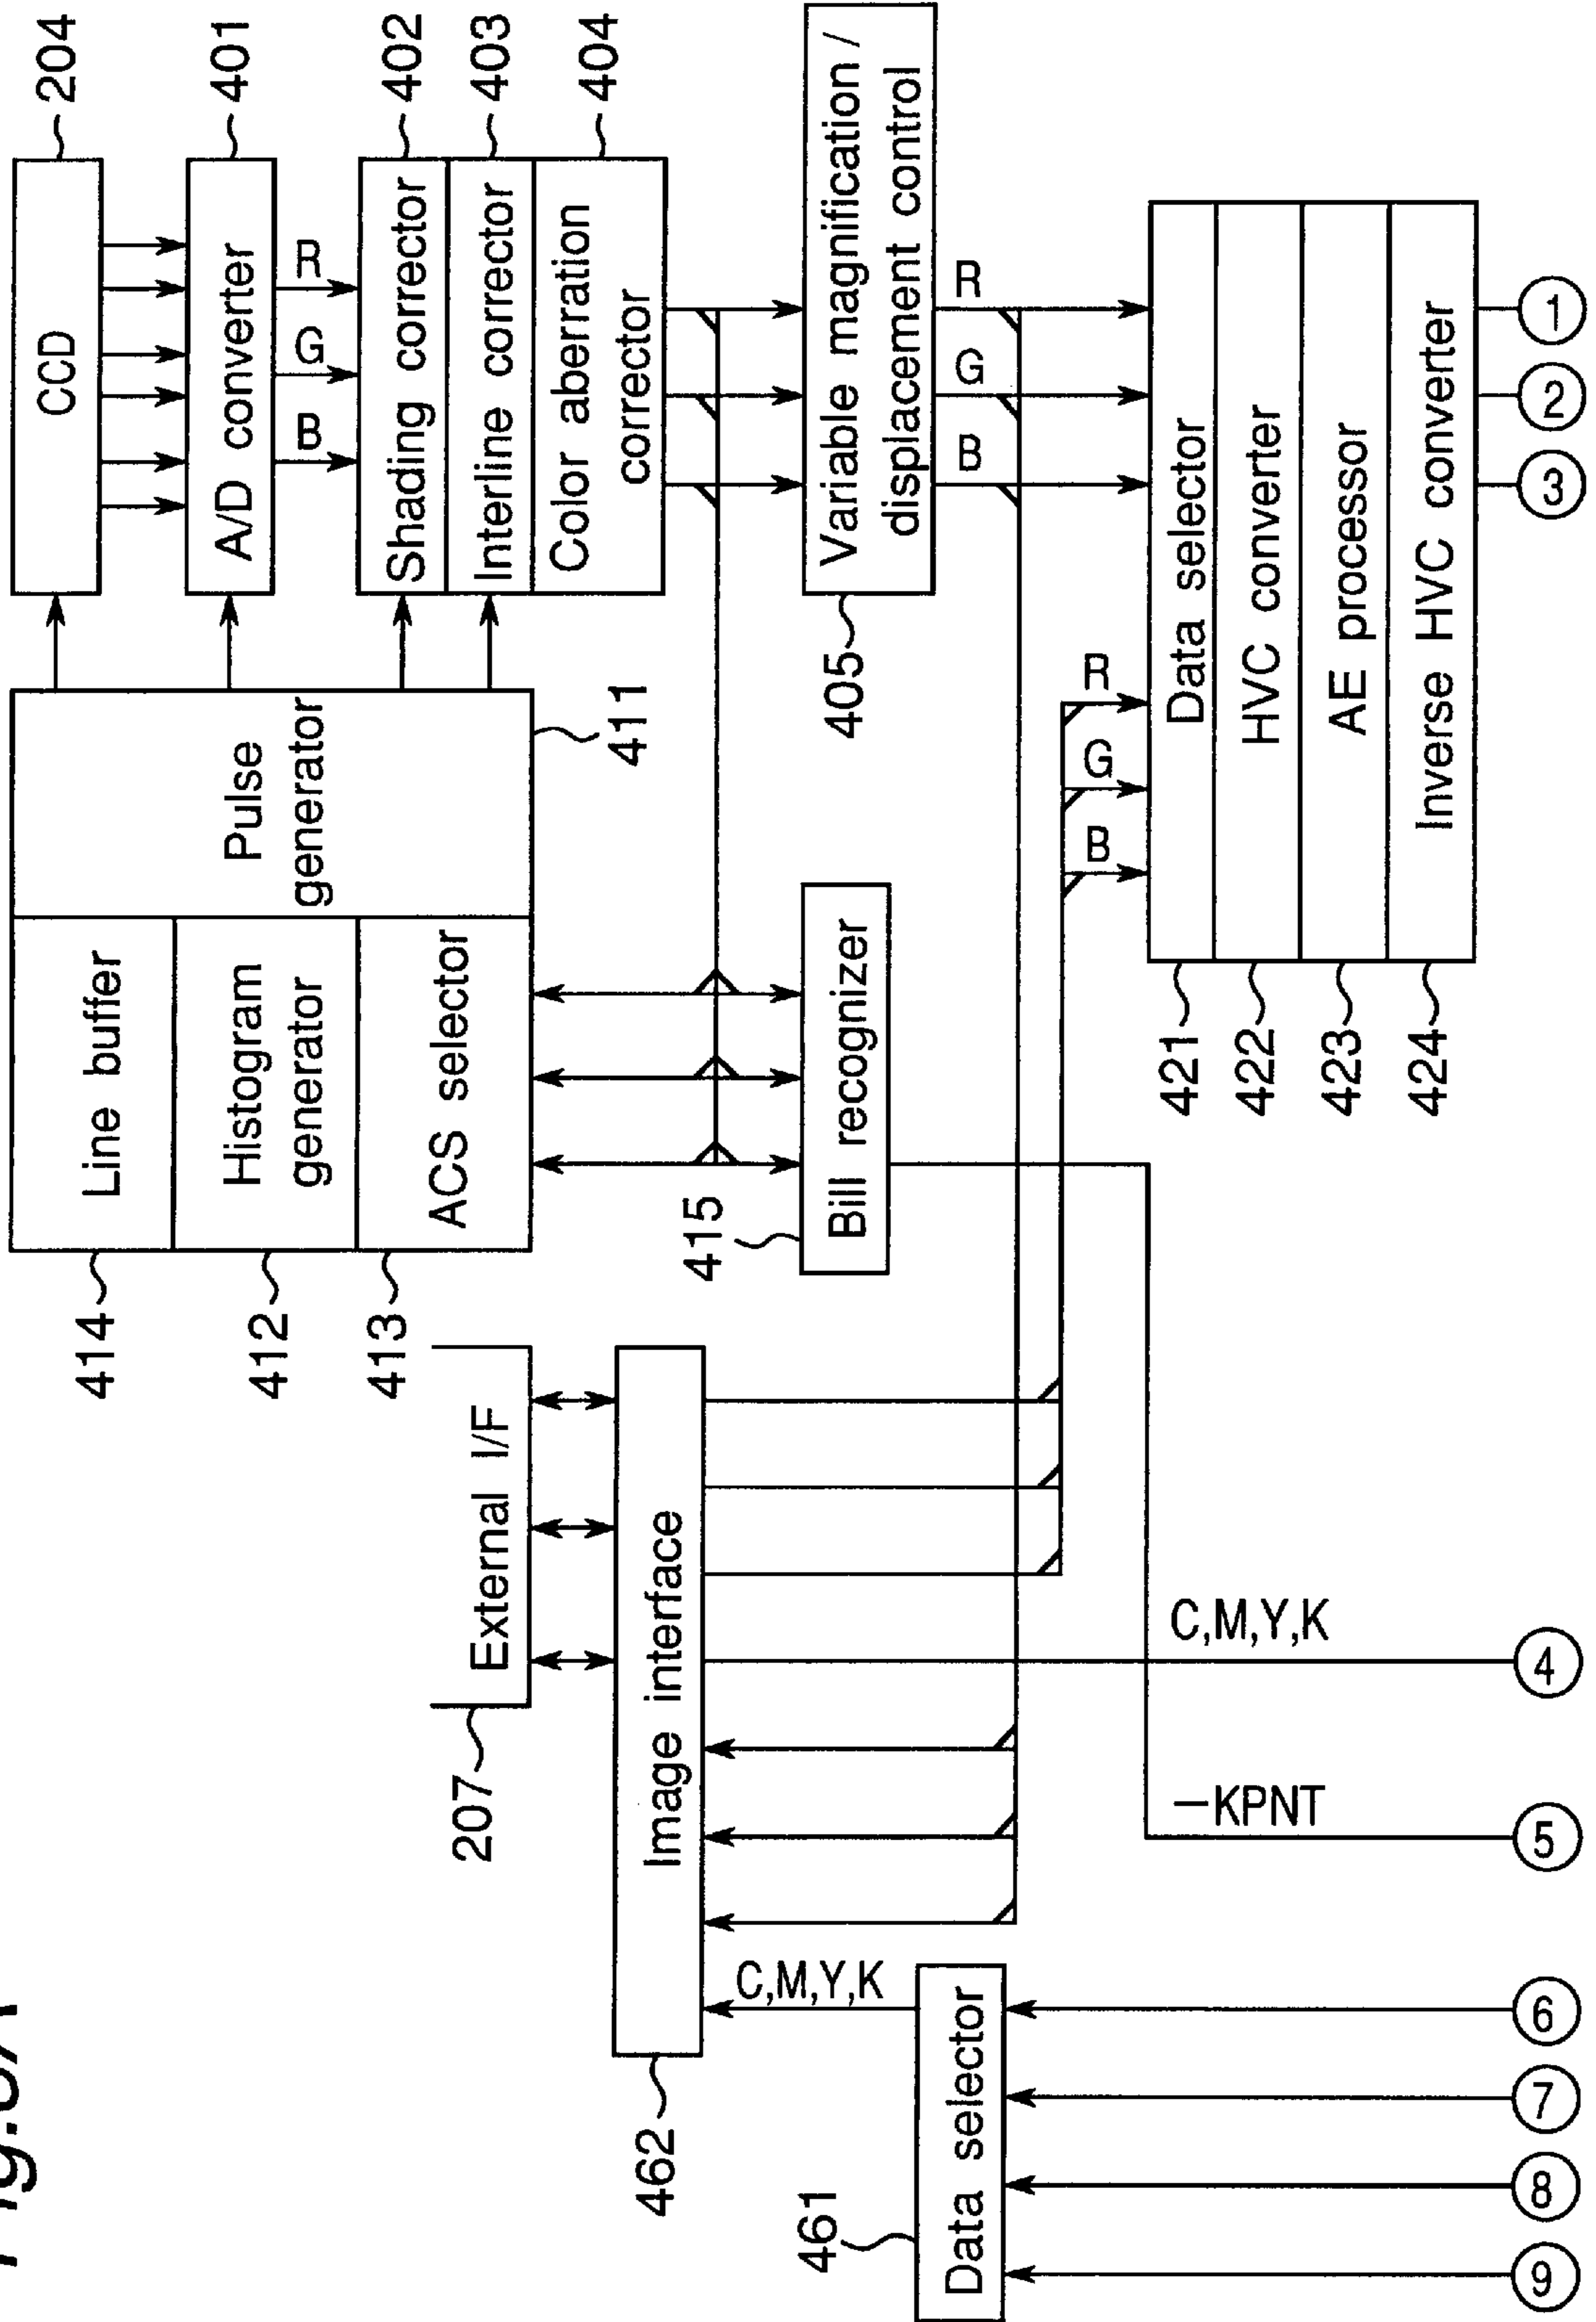 204
401
402
403
404
CCD
A/D converter
R
G
B
Shading corrector
Interline corrector
Color aberration
corrector
Variable magnification /
displacement control
405
R
G
B
Pulse
generator
411
Line buffer
Histogram
generator
ACS selector
414
412
413
Bill recognizer
415
R
G
B
Data selector
HVC converter
AE processor
Inverse HVC converter
421
422
423
424
1
2
3
External I/F
207
Image interface
462
C,M,Y,K
4
–KPNT
5
C,M,Y,K
Data selector
461
6
7
8
9